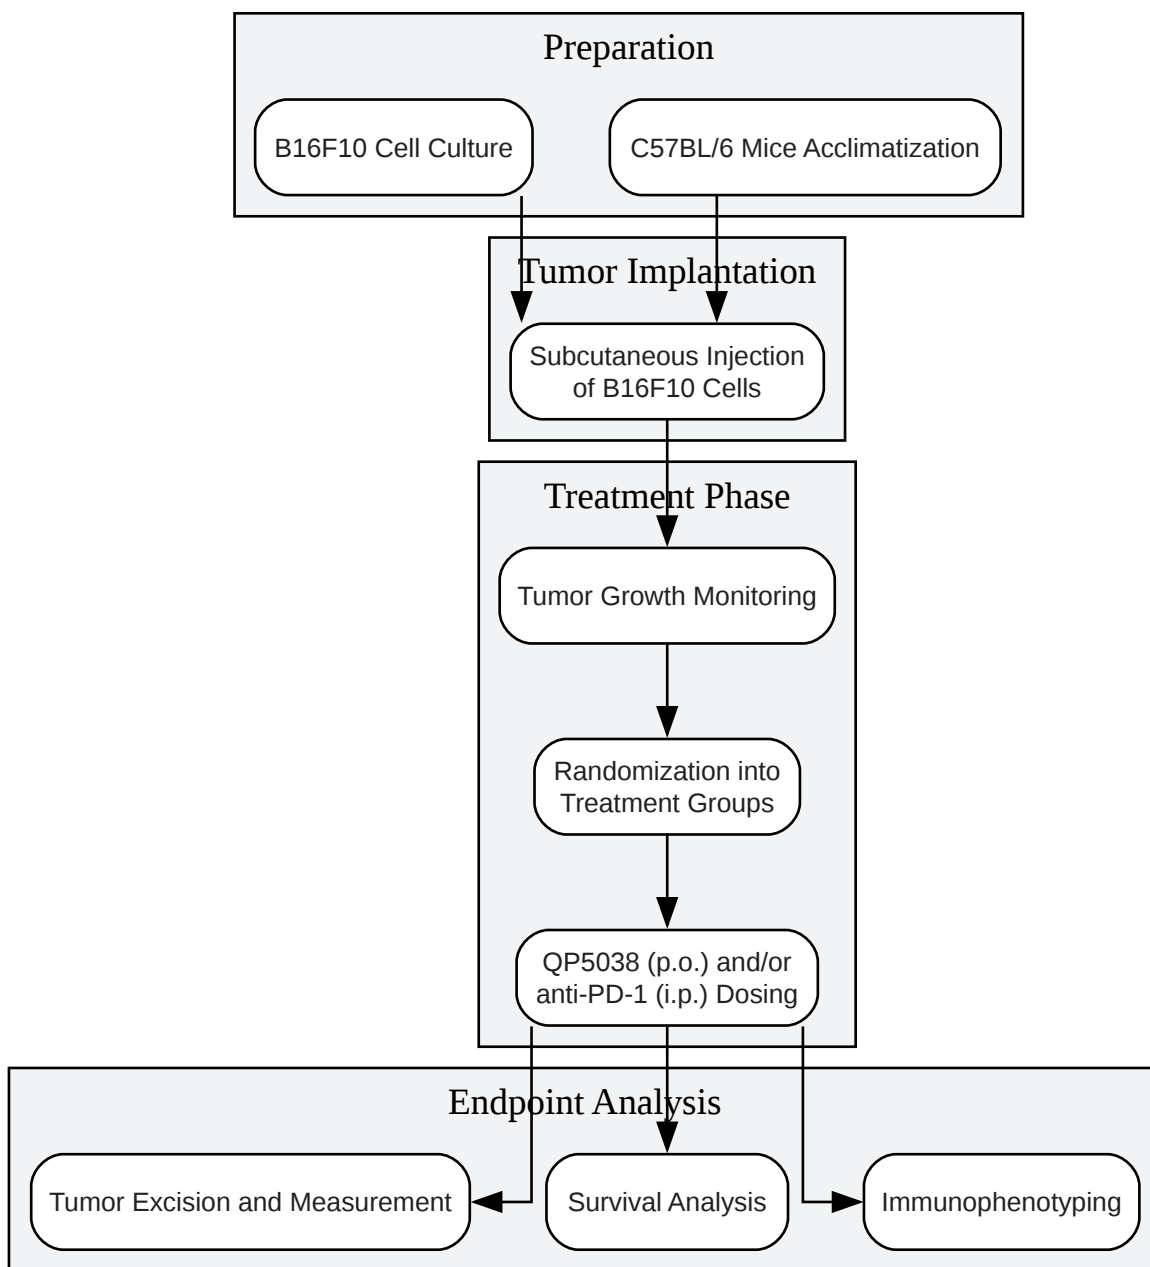 Preparation
B16F10 Cell Culture
C57BL/6 Mice Acclimatization
Tumor Implantation
Subcutaneous Injection
of B16F10 Cells
Treatment Phase
Tumor Growth Monitoring
Randomization into
Treatment Groups
QP5038 (p.o.) and/or
anti-PD-1 (i.p.) Dosing
Endpoint Analysis
Tumor Excision and Measurement
Survival Analysis
Immunophenotyping